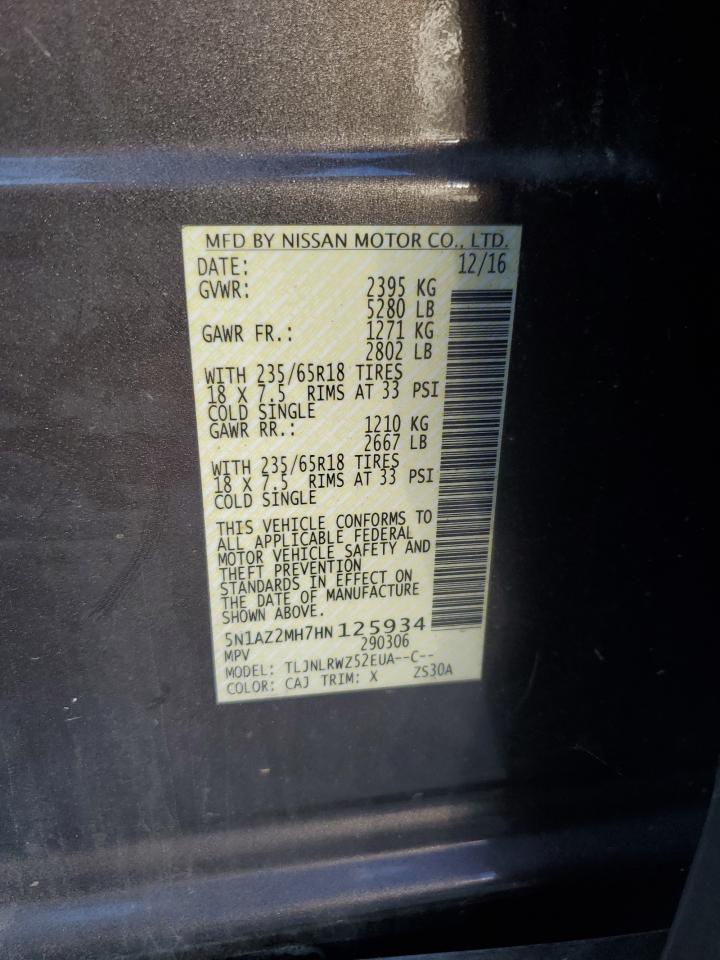 MFD BY NISSAN MOTOR CO., LTD.
DATE: 12/16
GVWR: 2395 KG
5280 LB
GAWR FR.: 1271 KG
2802 LB
WITH 235/65R18 TIRES
18 X 7.5 RIMS AT 33 PSI
COLD SINGLE
GAWR RR.: 1210 KG
2667 LB
WITH 235/65R18 TIRES
18 X 7.5 RIMS AT 33 PSI
COLD SINGLE
THIS VEHICLE CONFORMS TO
ALL APPLICABLE FEDERAL
MOTOR VEHICLE SAFETY AND
THEFT PREVENTION
STANDARDS IN EFFECT ON
THE DATE OF MANUFACTURE
SHOWN ABOVE.
5N1AZ2MH7HN 125934
MPV 290306
MODEL: TLJNLRWZ52EUA--C--
COLOR: CAJ TRIM: X ZS30A